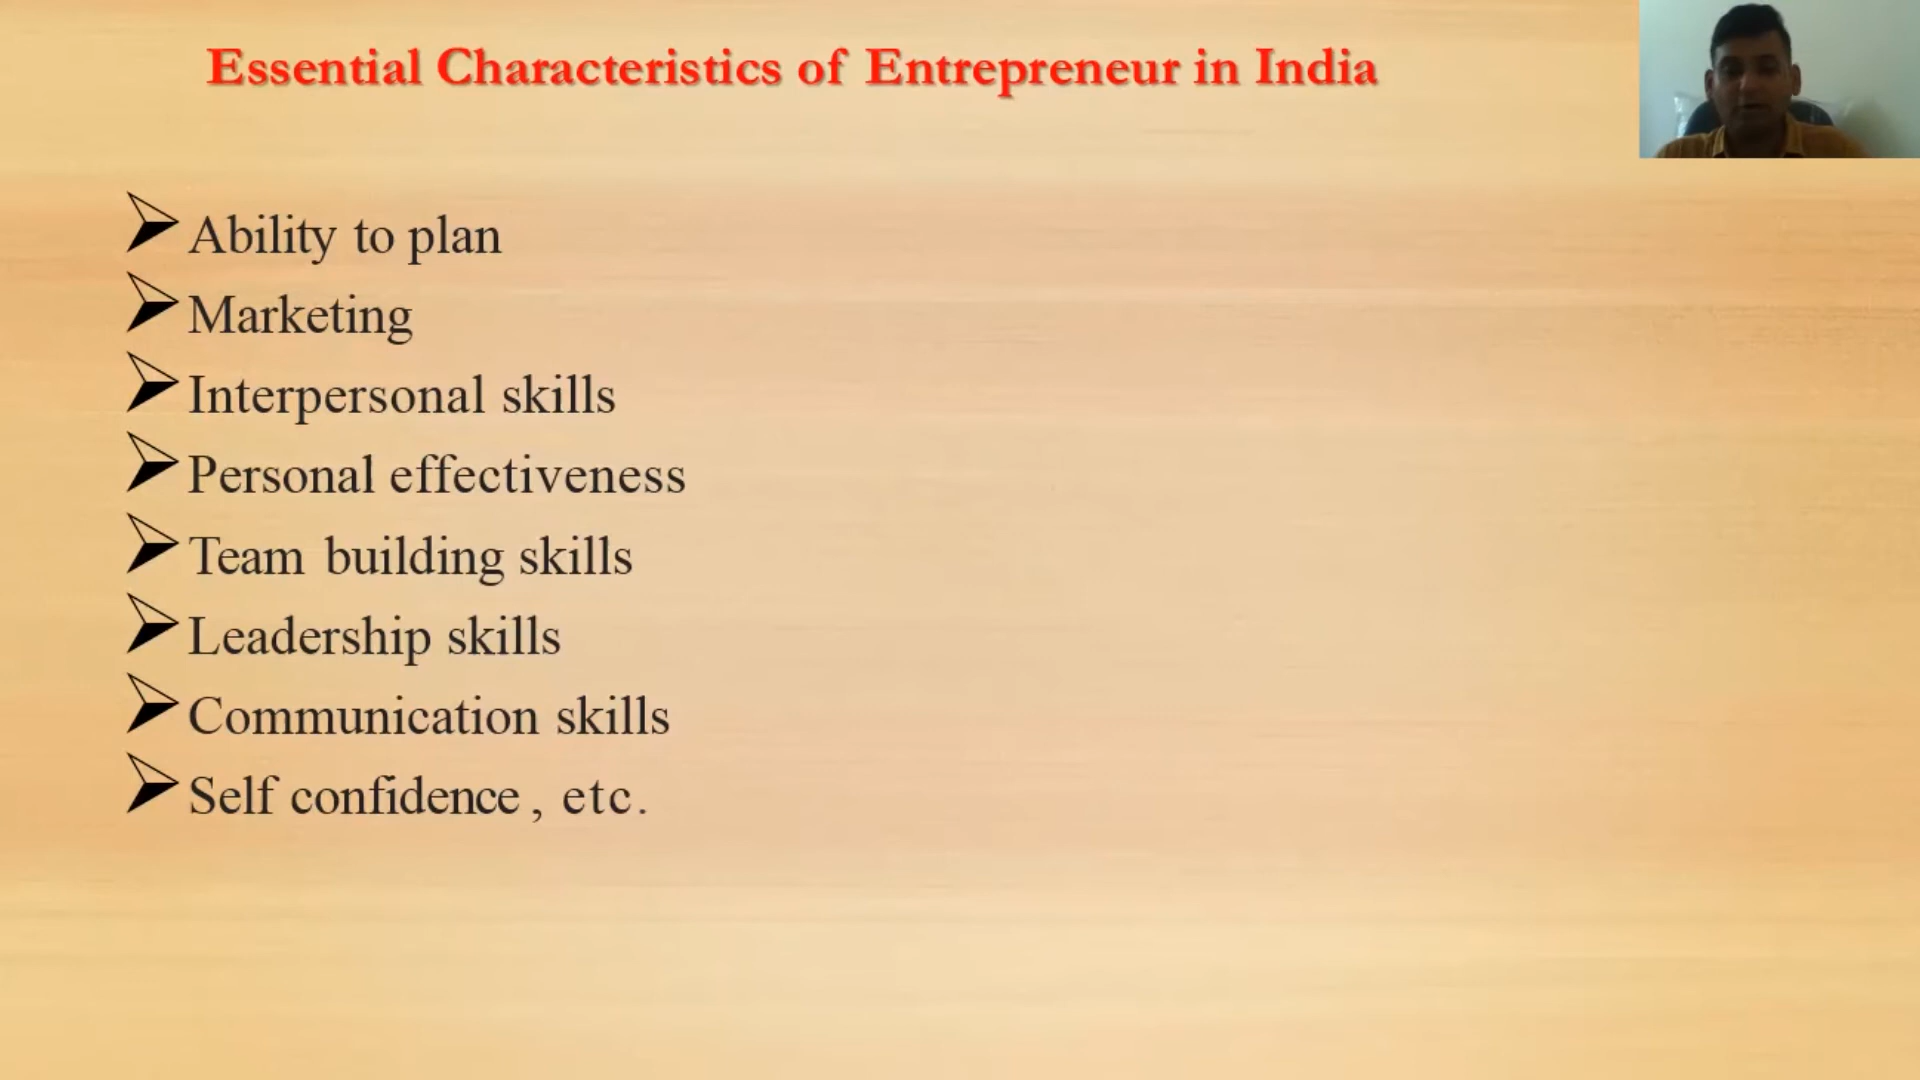 Essential Characteristics of Entrepreneur in India
Ability to plan
Marketing
Interpersonal skills
Personal effectiveness
Team building skills
Leadership skills
Communication skills
Self confidence , etc.